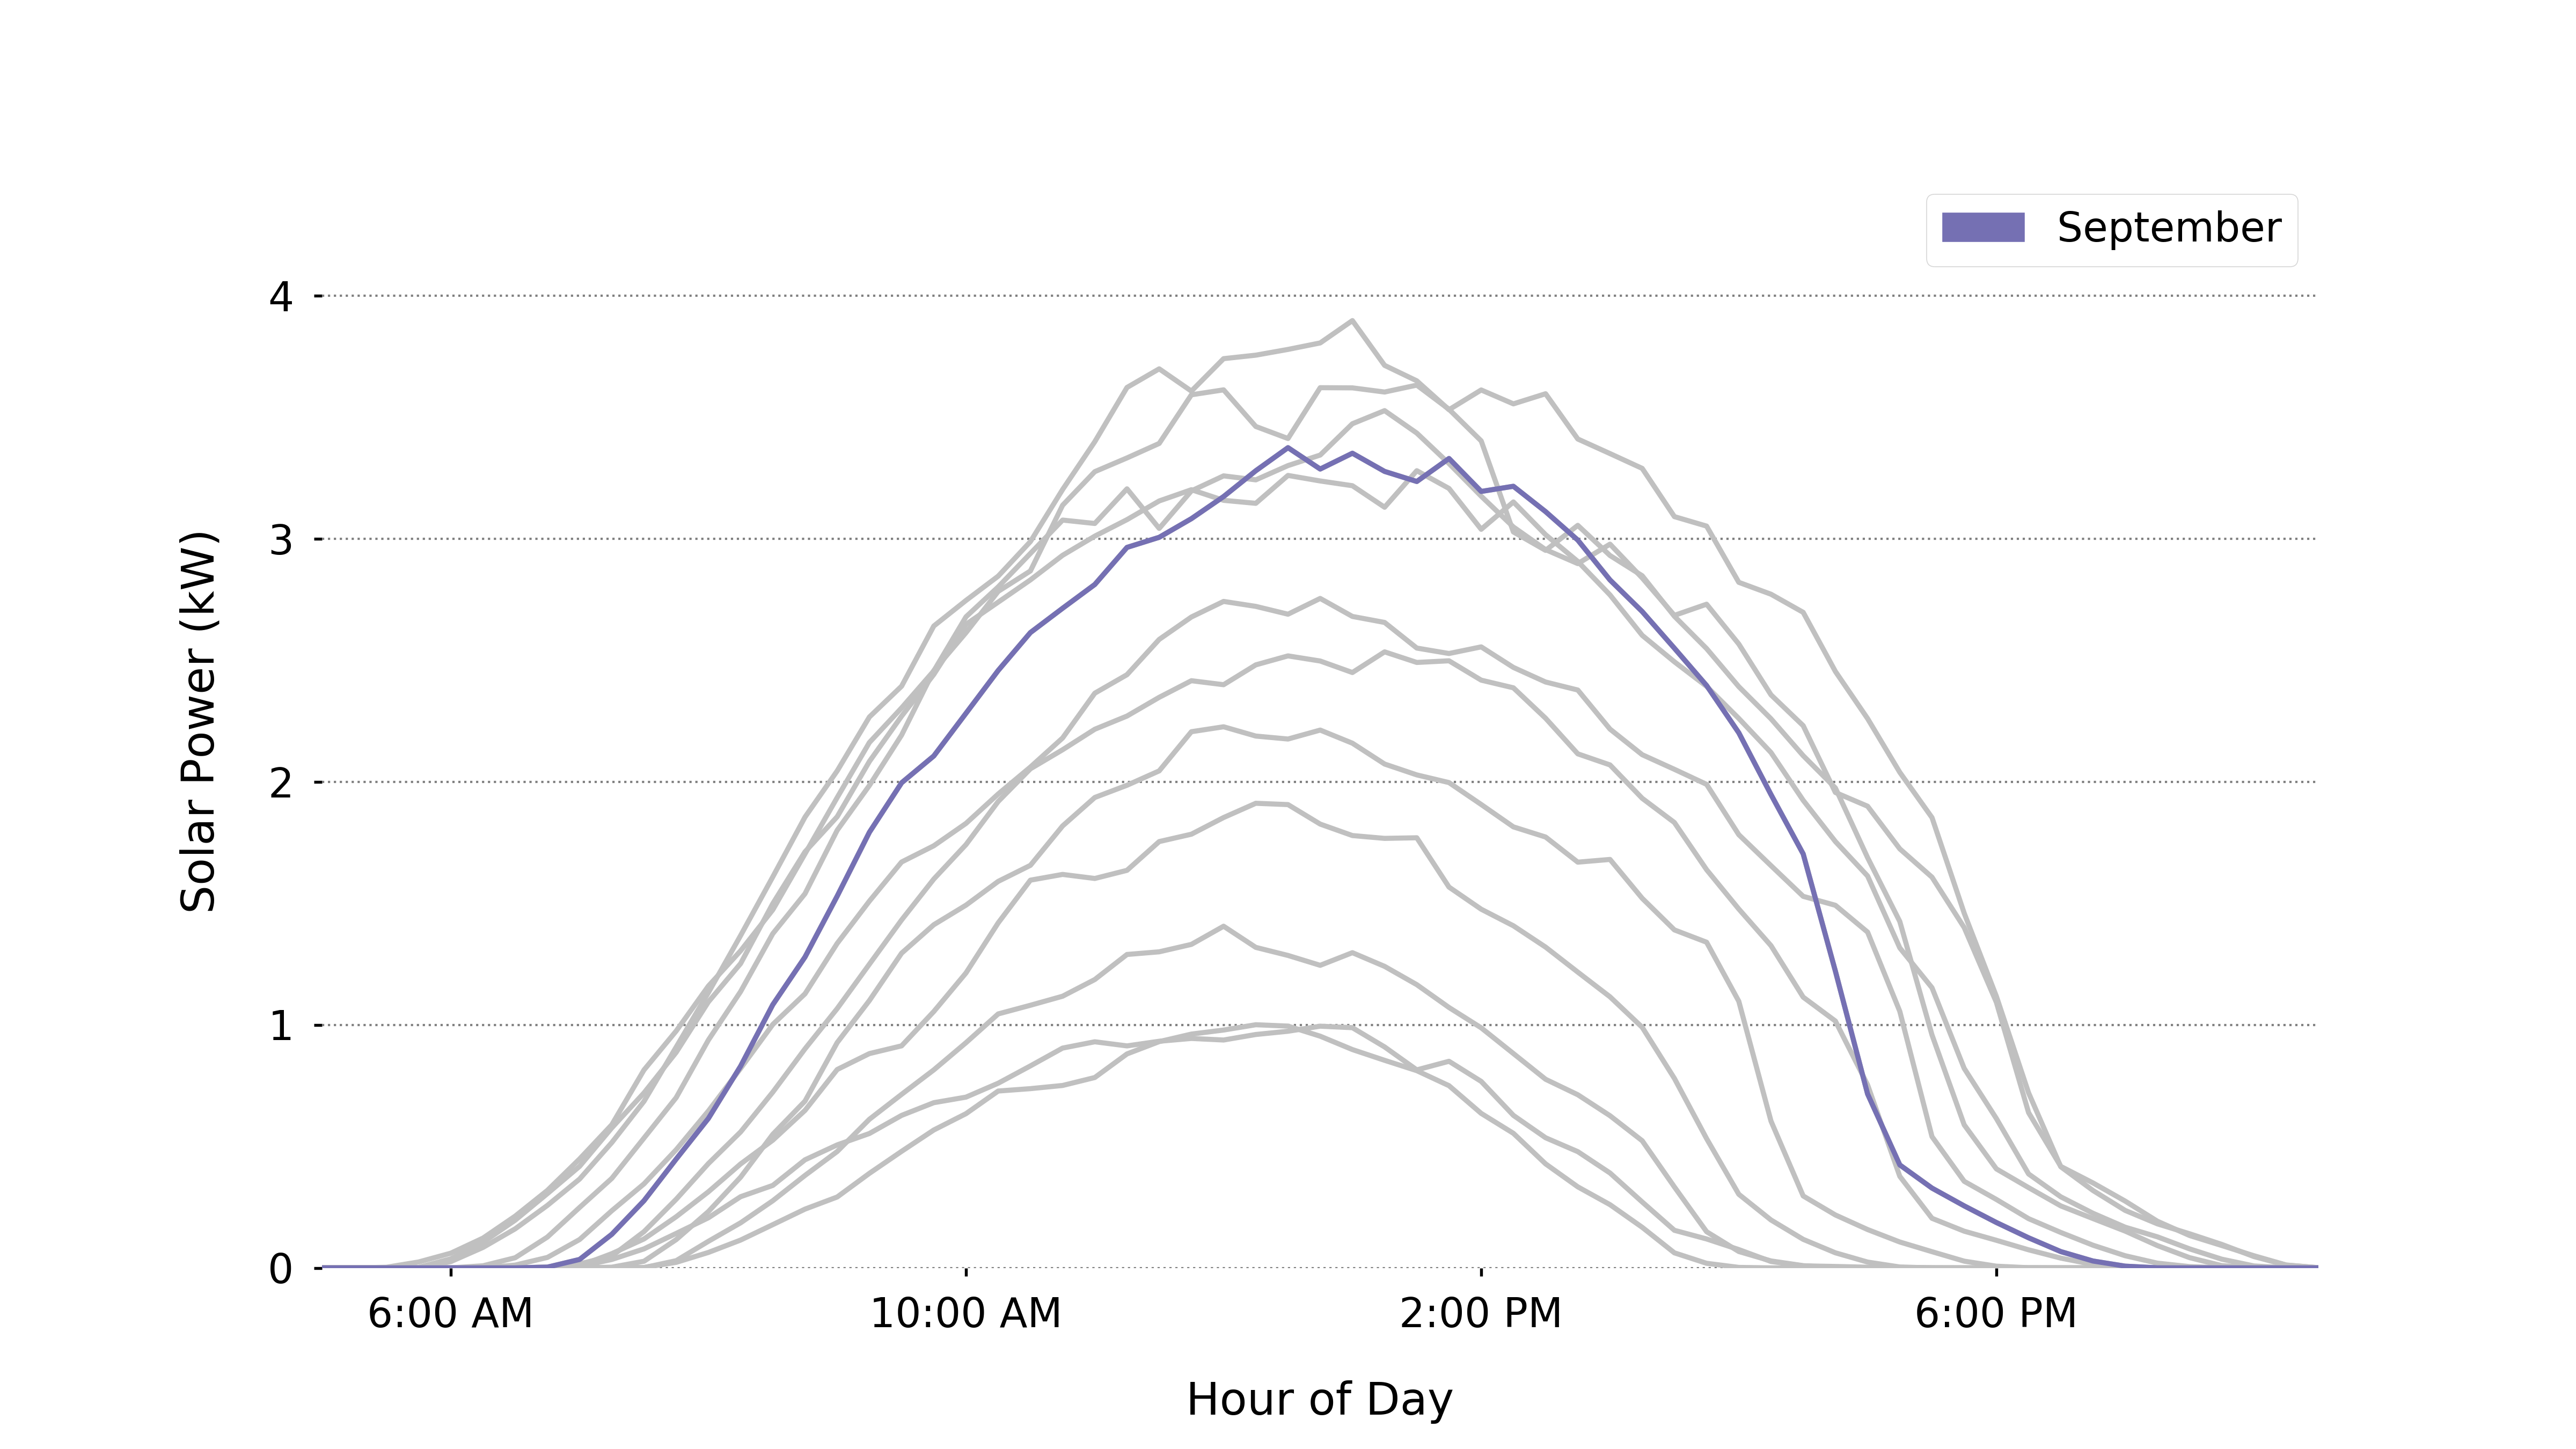 September
4
3
2
1
0
Solar Power (kW)
6:00 AM
10:00 AM
2:00 PM
6:00 PM
Hour of Day